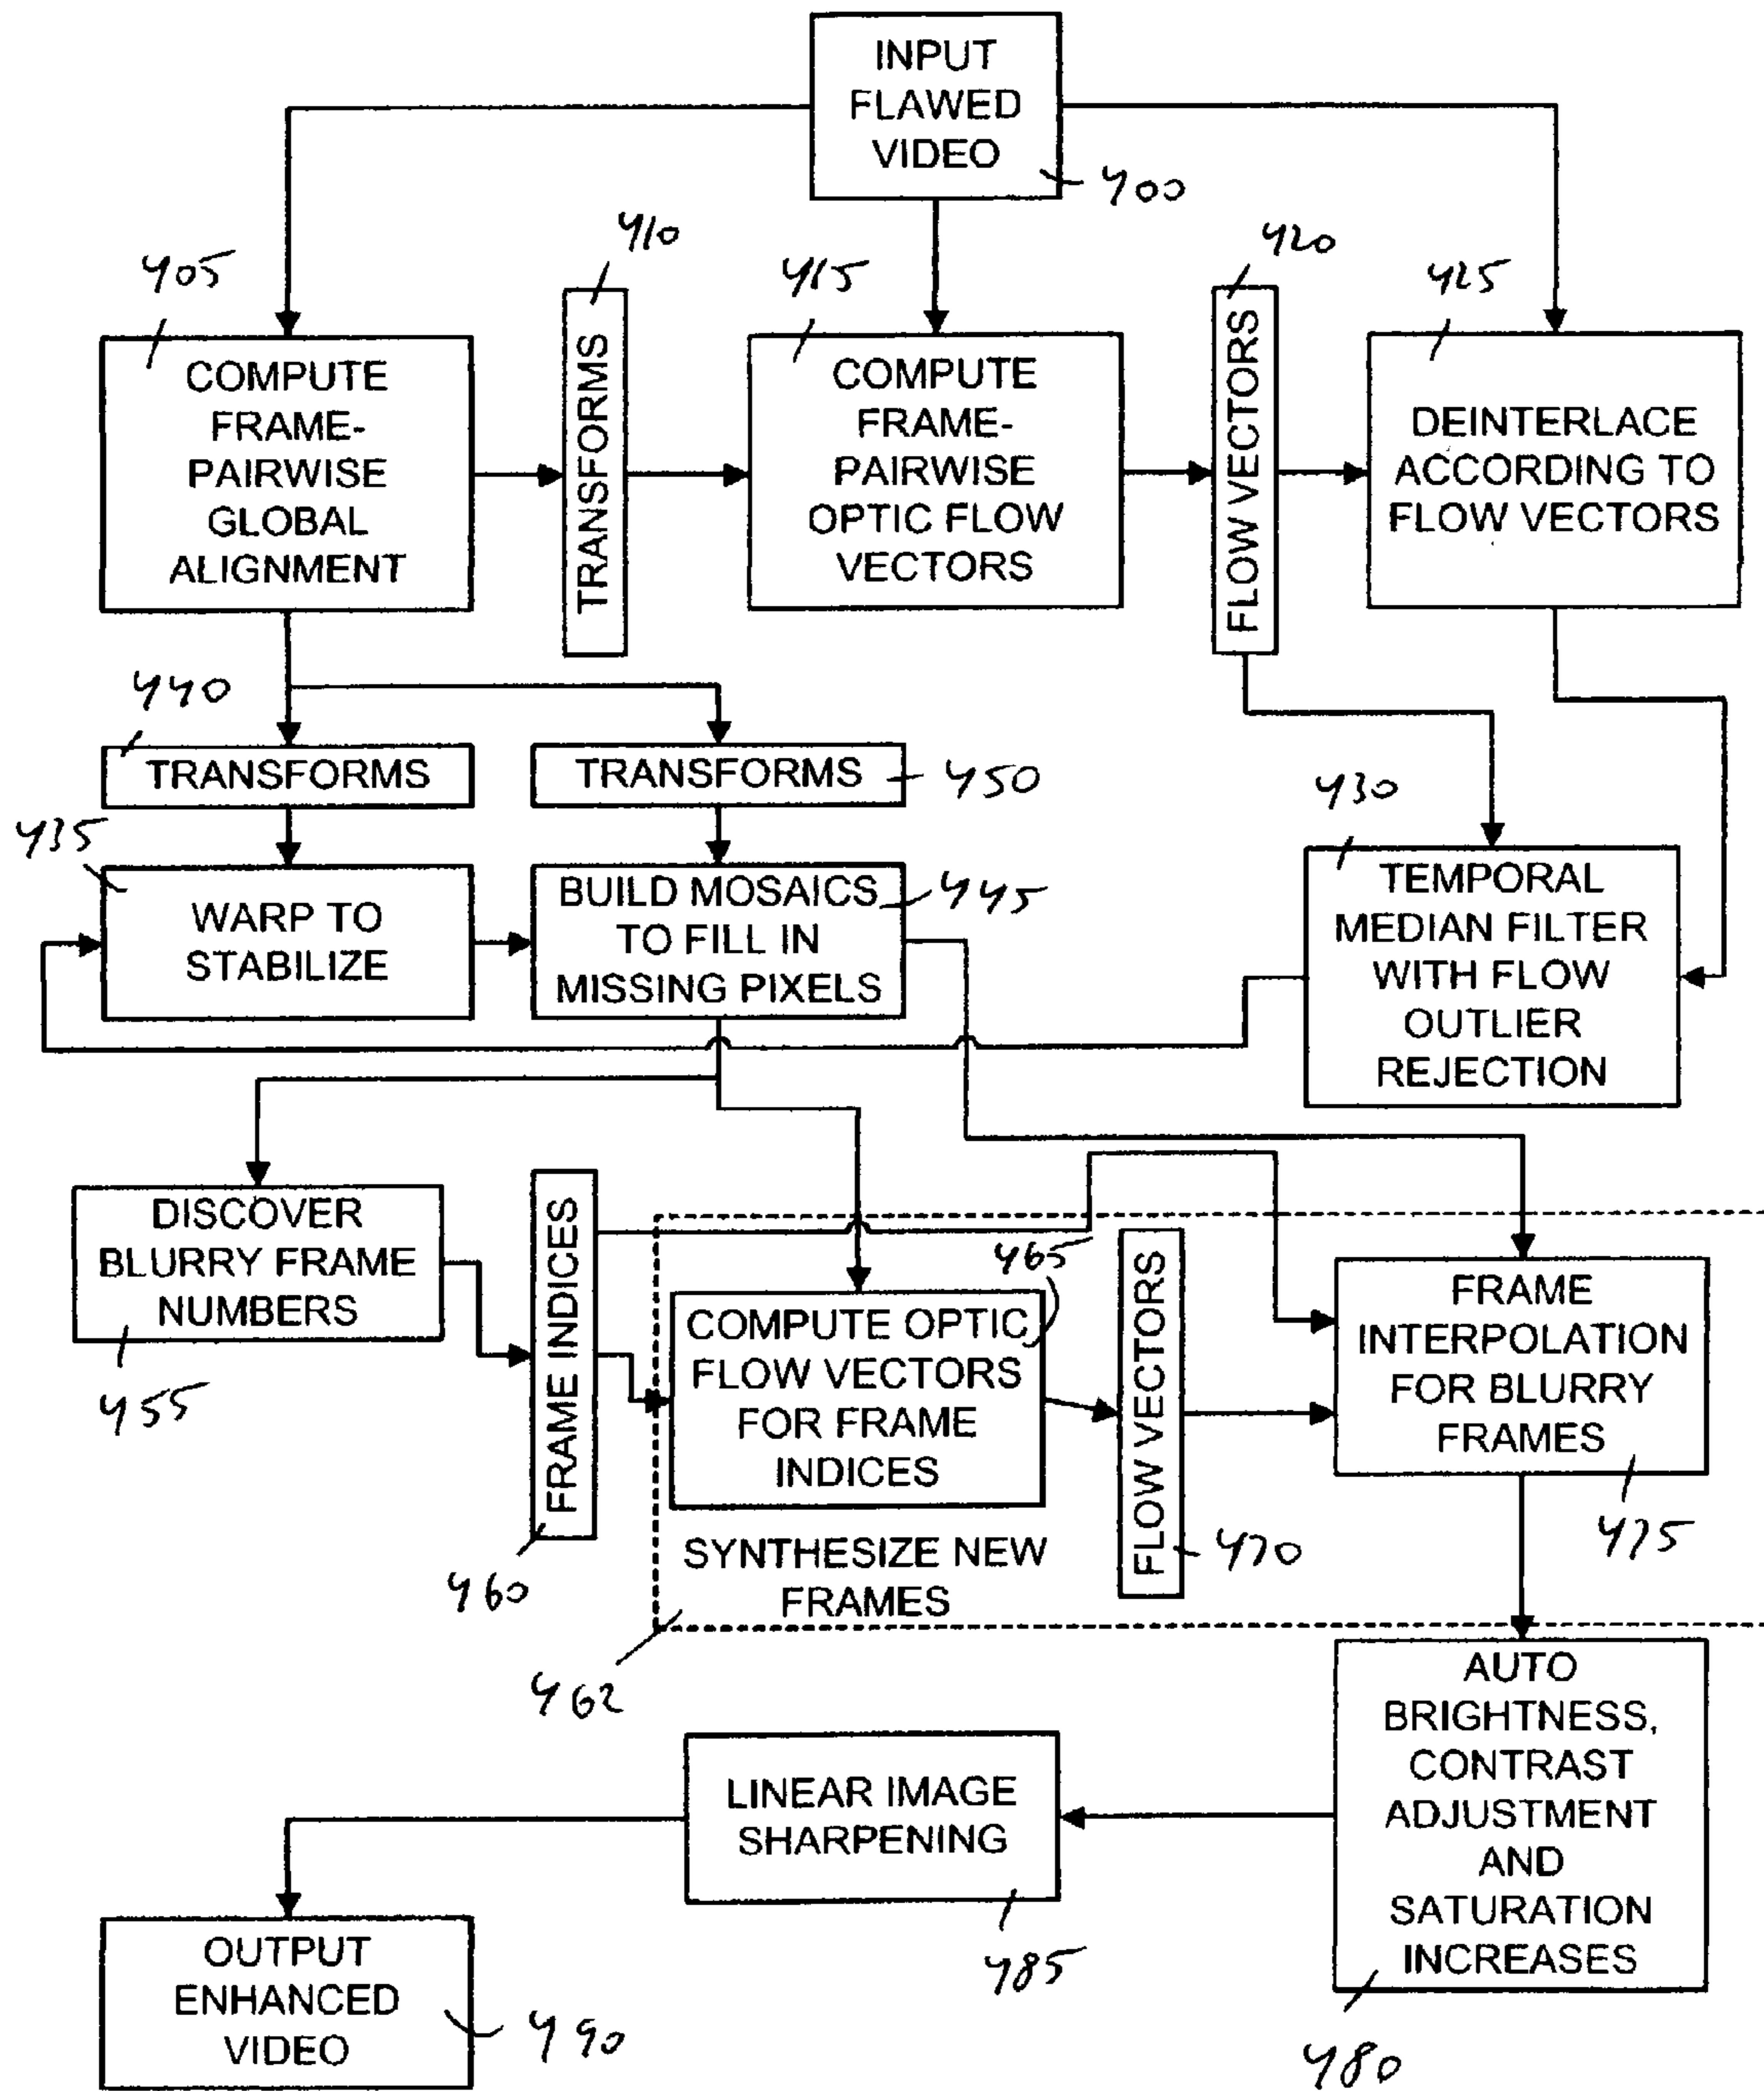 INPUT
FLAWED
VIDEO
400
405
410
415
420
425
COMPUTE
FRAME-
PAIRWISE
GLOBAL
ALIGNMENT
TRANSFORMS
COMPUTE
FRAME-
PAIRWISE
OPTIC FLOW
VECTORS
FLOW VECTORS
DEINTERLACE
ACCORDING TO
FLOW VECTORS
440
TRANSFORMS
TRANSFORMS
450
430
435
WARP TO
STABILIZE
BUILD MOSAICS
TO FILL IN
MISSING PIXELS
445
TEMPORAL
MEDIAN FILTER
WITH FLOW
OUTLIER
REJECTION
DISCOVER
BLURRY FRAME
NUMBERS
455
FRAME INDICES
460
465
COMPUTE OPTIC
FLOW VECTORS
FOR FRAME
INDICES
FLOW VECTORS
470
FRAME
INTERPOLATION
FOR BLURRY
FRAMES
475
SYNTHESIZE NEW
FRAMES
462
AUTO
BRIGHTNESS,
CONTRAST
ADJUSTMENT
AND
SATURATION
INCREASES
480
LINEAR IMAGE
SHARPENING
485
OUTPUT
ENHANCED
VIDEO
490